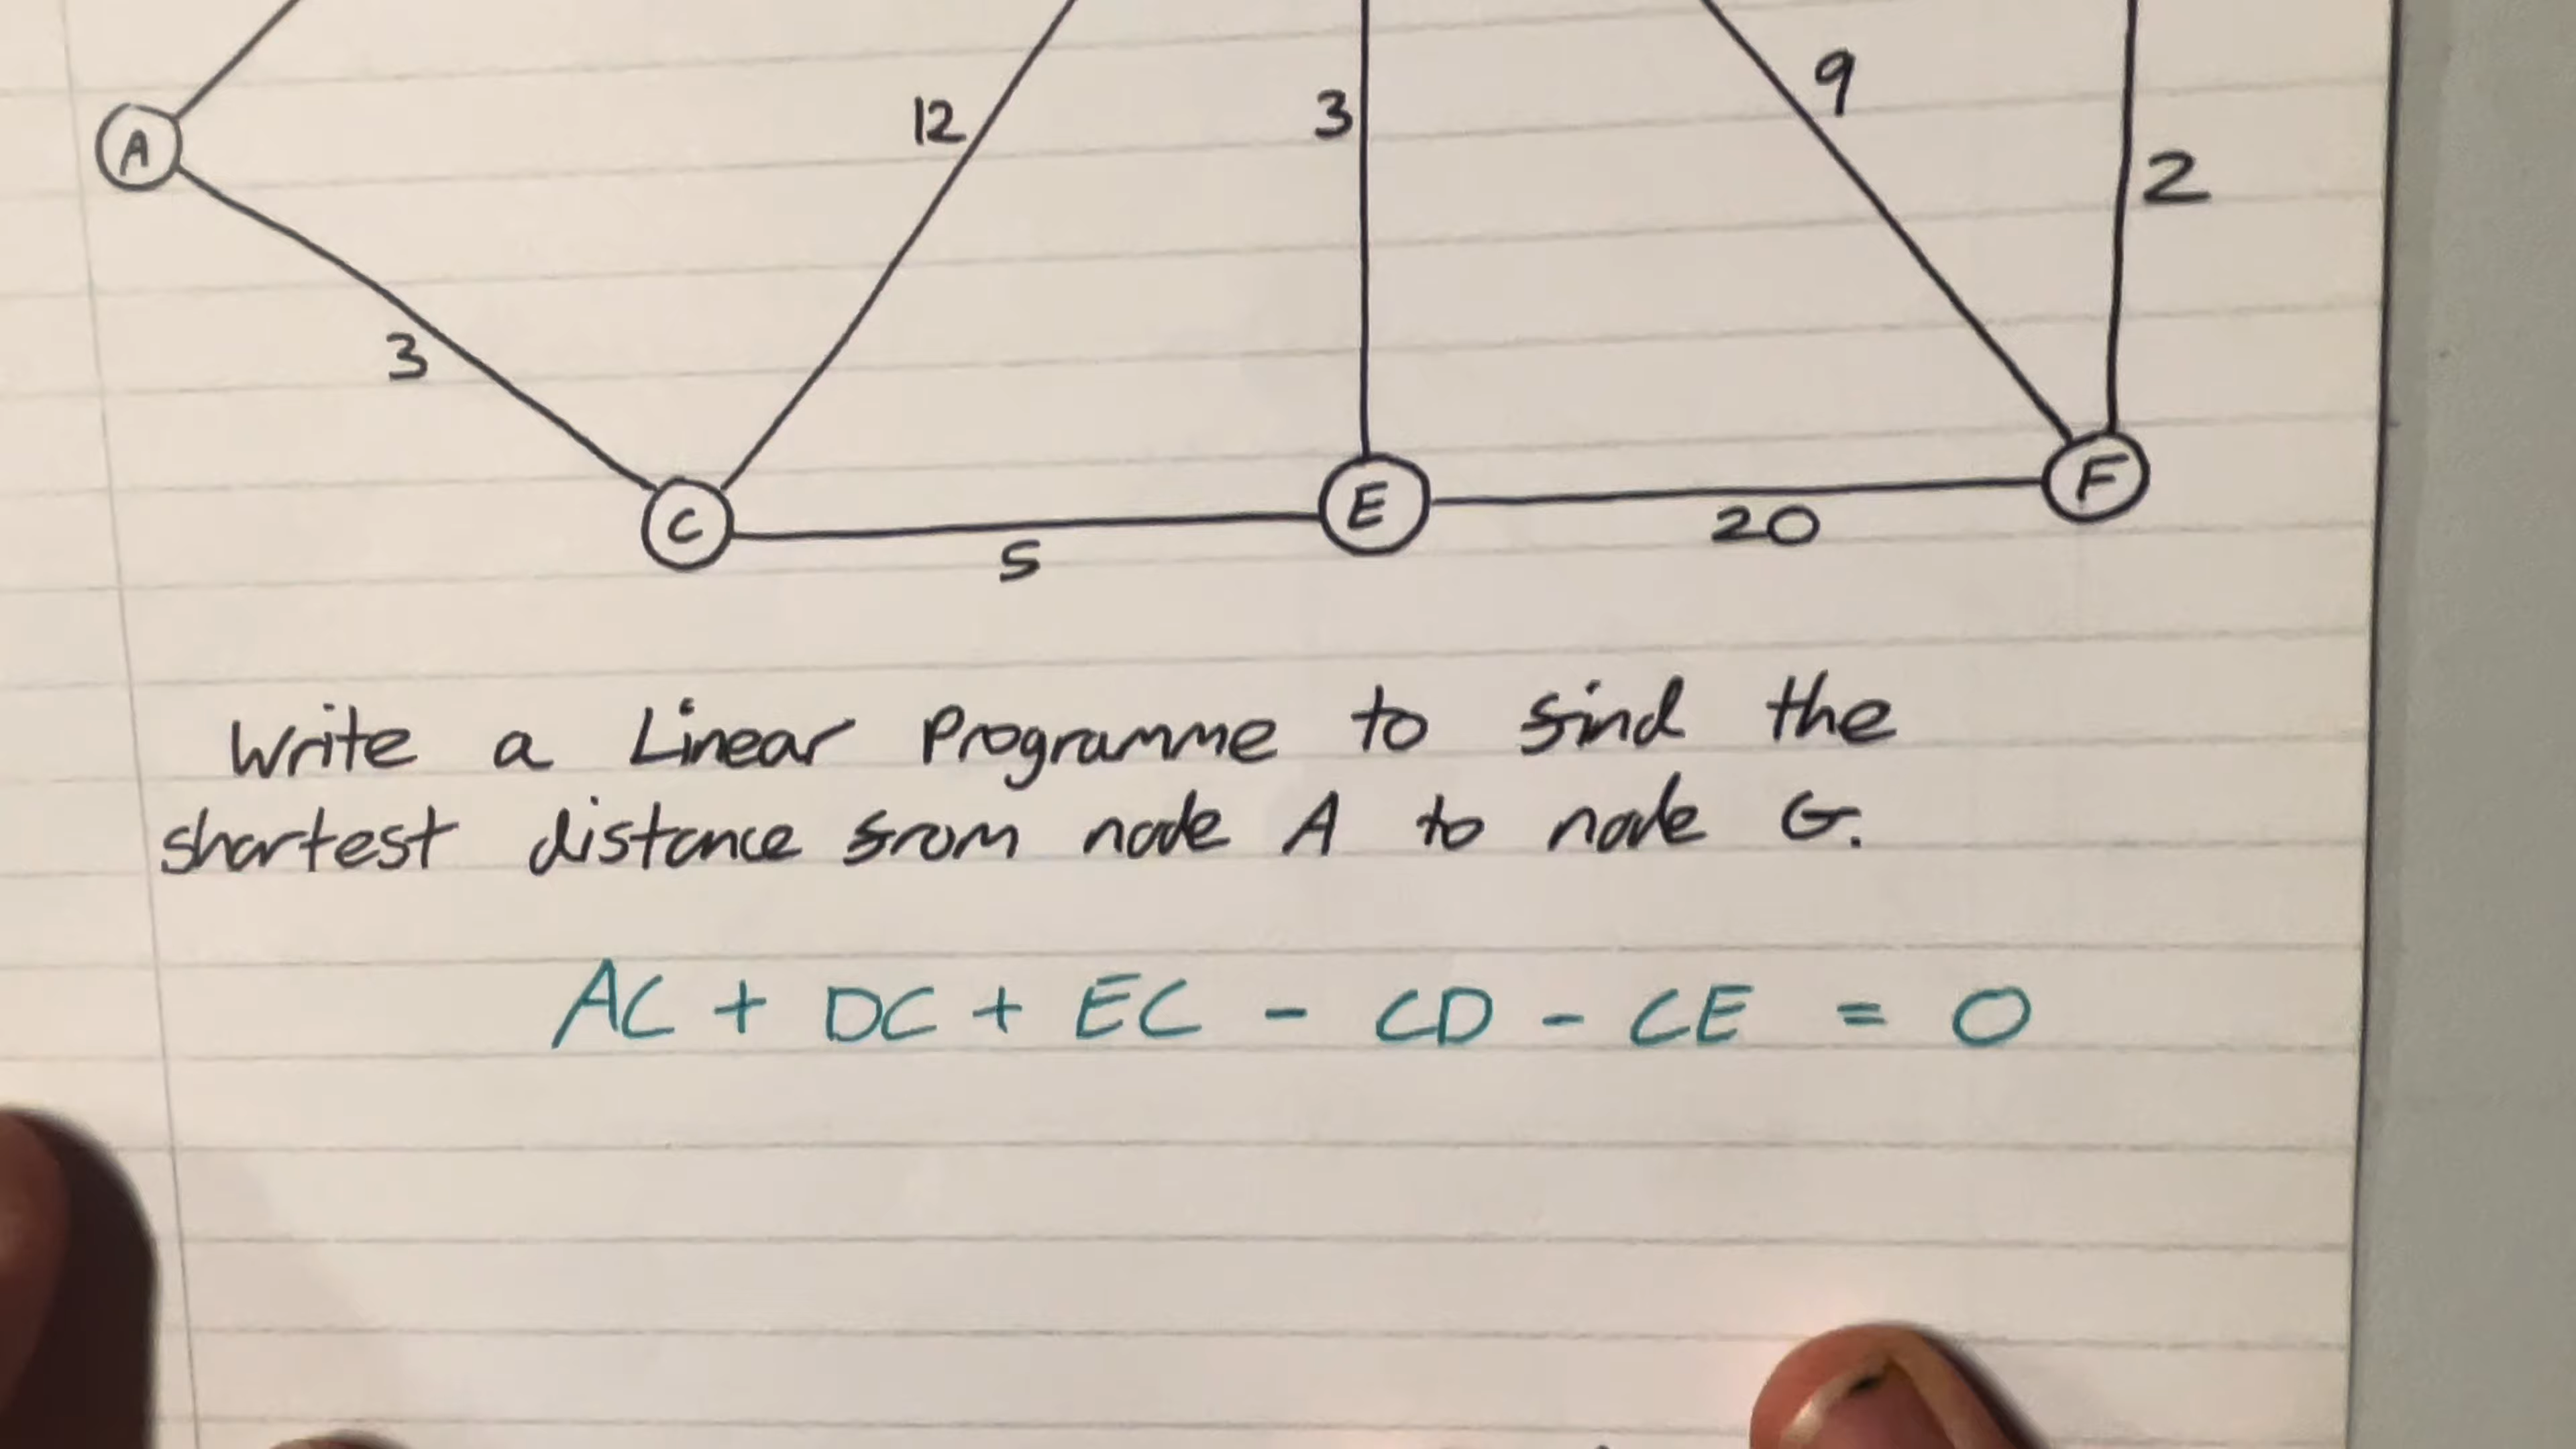 9
12
3
2
A
3
F
E
C
20
5
Write a Linear Programme to find the
shortest distance from node A to node G.
AC + DC + EC - CD - CE = 0